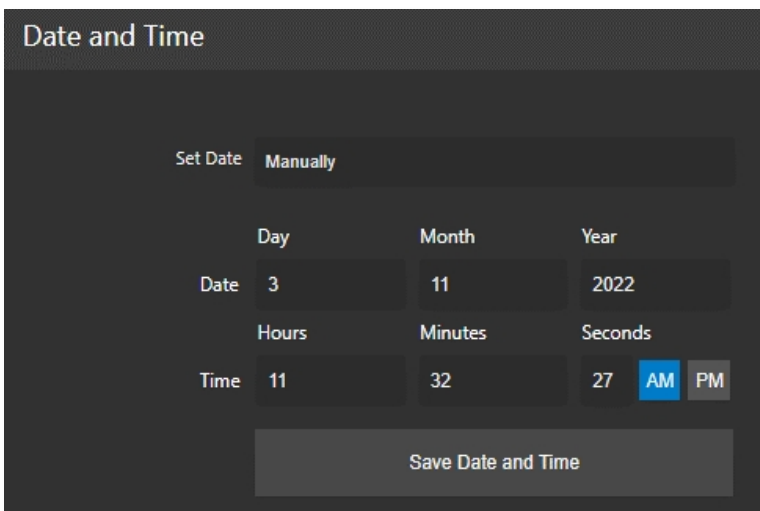 Date and Time
Set Date Manually
Day Month Year
Date 3 11 2022
Hours Minutes Seconds
Time 11 32 27 AM PM
Save Date and Time